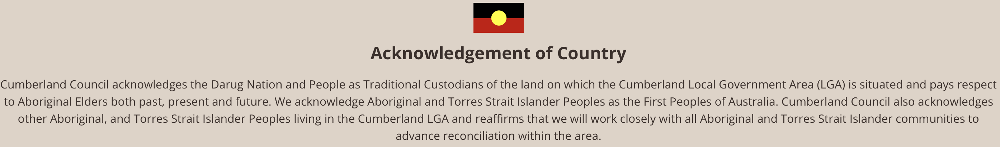 Acknowledgement of Country
Cumberland Council acknowledges the Darug Nation and People as Traditional Custodians of the land on which the Cumberland Local Government Area (LGA) is situated and pays respect
to Aboriginal Elders both past, present and future. We acknowledge Aboriginal and Torres Strait Islander Peoples as the First Peoples of Australia. Cumberland Council also acknowledges
other Aboriginal, and Torres Strait Islander Peoples living in the Cumberland LGA and reaffirms that we will work closely with all Aboriginal and Torres Strait Islander communities to
advance reconciliation within the area.